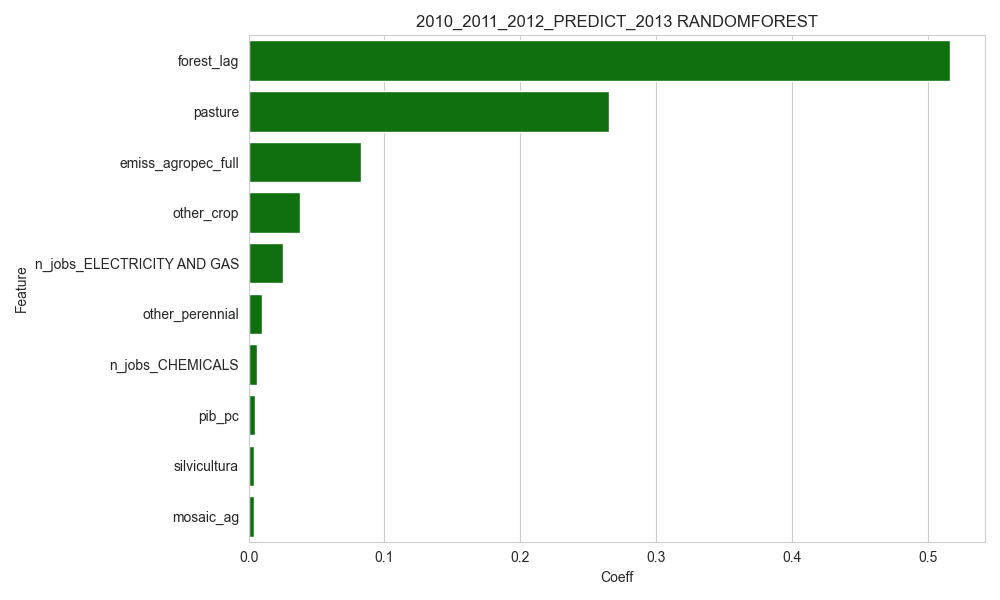 2010_2011_2012_PREDICT_2013 RANDOMFOREST
Feature
forest_lag
pasture
emiss_agropec_full
other_crop
n_jobs_ELECTRICITY AND GAS
other_perennial
n_jobs_CHEMICALS
pib_pc
silvicultura
mosaic_ag
0.0 0.1 0.2 0.3 0.4 0.5
Coeff